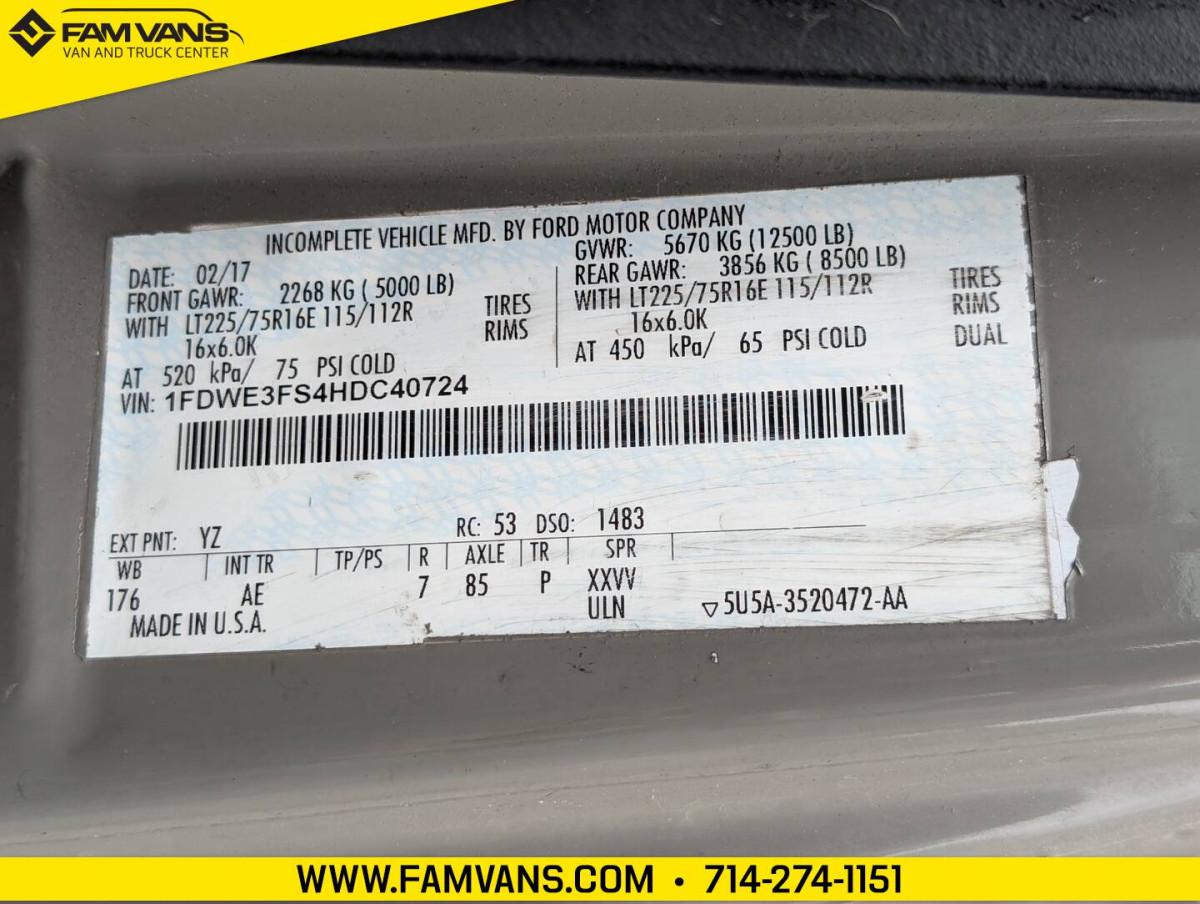 FAM VANS
VAN AND TRUCK CENTER
INCOMPLETE VEHICLE MFD. BY FORD MOTOR COMPANY
DATE: 02/17
FRONT GAWR: 2268 KG ( 5000 LB)
WITH LT225/75R16E 115/112R TIRES
16x6.0K RIMS
AT 520 kPa/ 75 PSI COLD
GVWR: 5670 KG (12500 LB)
REAR GAWR: 3856 KG ( 8500 LB)
WITH LT225/75R16E 115/112R TIRES
16x6.0K RIMS
AT 450 kPa/ 65 PSI COLD DUAL
VIN: 1FDWE3FS4HDC40724
EXT PNT: YZ RC: 53 DSO: 1483
WB INT TR TP/PS R AXLE TR SPR
176 AE 7 85 P XXVV
ULN
MADE IN U.S.A. ▽5U5A-3520472-AA
WWW.FAMVANS.COM • 714-274-1151